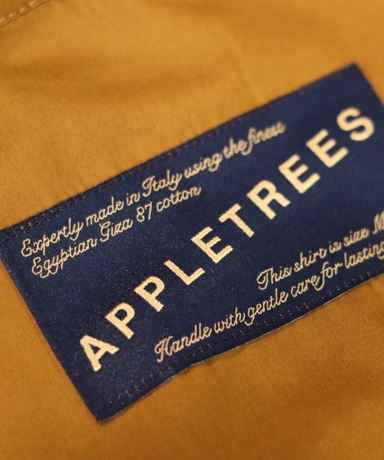 Expertly made in Italy using the finest
Egyptian Giza 87 cotton
APPLETREES
This shirt is size M
Handle with gentle care for lasting